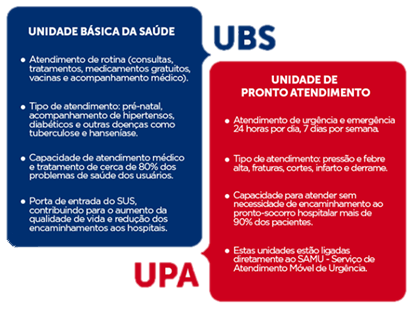 UNIDADE BÁSICA DA SAÚDE
UBS
• Atendimento de rotina (consultas,
tratamentos, medicamentos gratuitos,
vacinas e acompanhamento médico).
• Tipo de atendimento: pré-natal,
acompanhamento de hipertensos,
diabéticos e outras doenças como
tuberculose e hanseníase.
• Capacidade de atendimento médico
e tratamento de cerca de 80% dos
problemas de saúde dos usuários.
• Porta de entrada do SUS,
contribuindo para o aumento da
qualidade de vida e redução dos
encaminhamentos aos hospitais.
UNIDADE DE
PRONTO ATENDIMENTO
• Atendimento de urgência e emergência
24 horas por dia, 7 dias por semana.
• Tipo de atendimento: pressão e febre
alta, fraturas, cortes, infarto e derrame.
• Capacidade para atender sem
necessidade de encaminhamento ao
pronto-socorro hospitalar mais de
90% dos pacientes.
• Estas unidades estão ligadas
diretamente ao SAMU - Serviço de
Atendimento Móvel de Urgência.
UPA